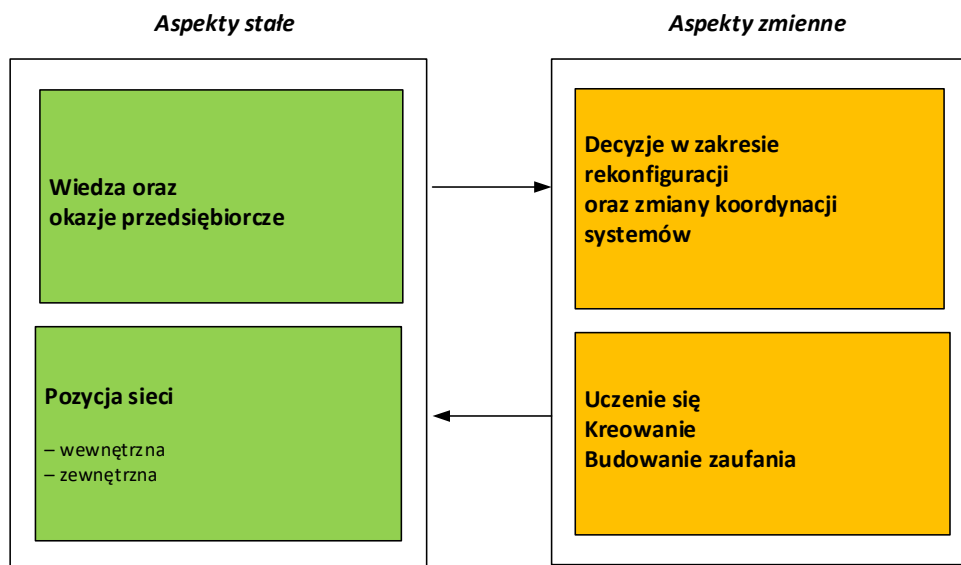 Aspekty stałe
Aspekty zmienne
Wiedza oraz
okazje przedsiębiorcze
Decyzje w zakresie
rekonfiguracji
oraz zmiany koordynacji
systemów
Pozycja sieci
– wewnętrzna
– zewnętrzna
Uczenie się
Kreowanie
Budowanie zaufania